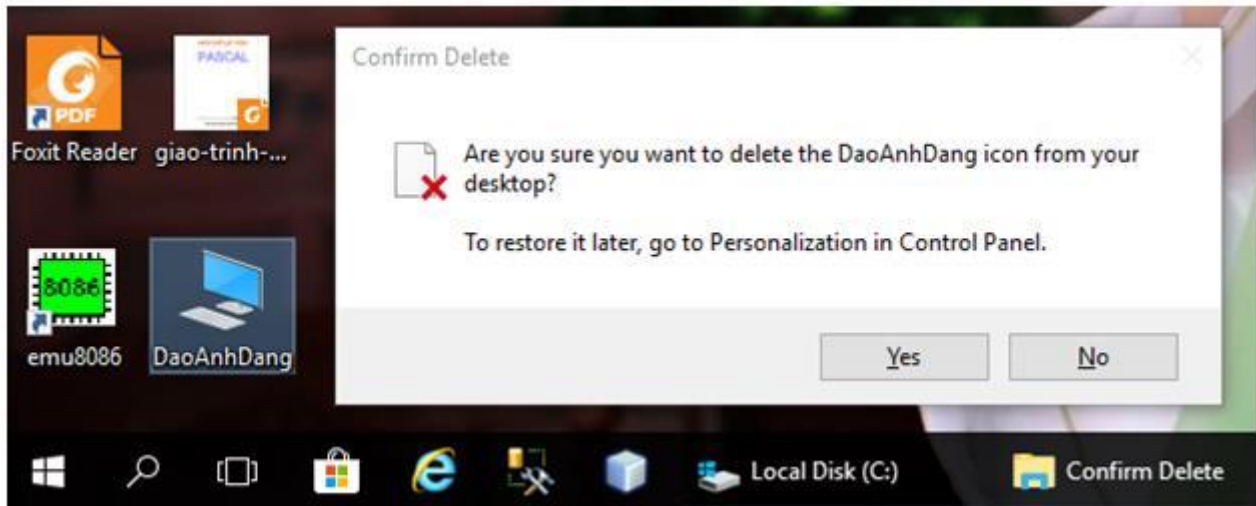 Confirm Delete
PASCAL
PDF
Foxit Reader
giao-trinh-...
Are you sure you want to delete the DaoAnhDang icon from your
desktop?
To restore it later, go to Personalization in Control Panel.
8086
emu8086
DaoAnhDang
Yes
No
Local Disk (C:)
Confirm Delete